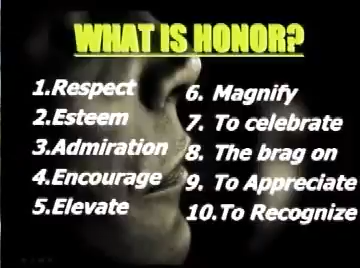 WHAT IS HONOR?
1.Respect
2.Esteem
3.Admiration
4.Encourage
5.Elevate
6. Magnify
7. To celebrate
8. The brag on
9. To Appreciate
10.To Recognize